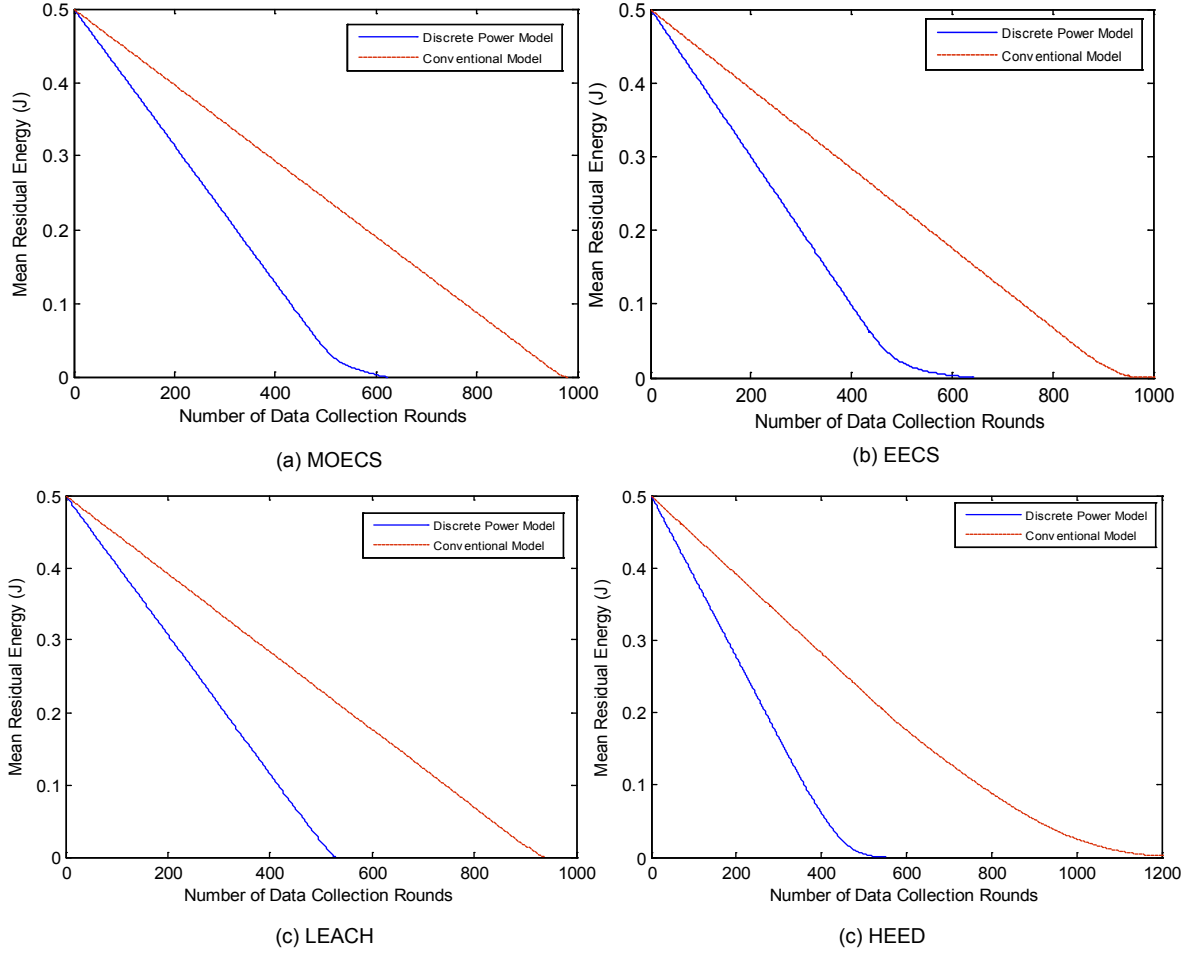 0.5
0.4
0.3
0.2
0.1
0
Mean Residual Energy (J)
Discrete Power Model
Conventional Model
0 200 400 600 800 1000
Number of Data Collection Rounds
(a) MOECS
0.5
0.4
0.3
0.2
0.1
0
Mean Residual Energy (J)
Discrete Power Model
Conventional Model
0 200 400 600 800 1000
Number of Data Collection Rounds
(b) EECS
0.5
0.4
0.3
0.2
0.1
0
Mean Residual Energy (J)
Discrete Power Model
Conventional Model
0 200 400 600 800 1000
Number of Data Collection Rounds
(c) LEACH
0.5
0.4
0.3
0.2
0.1
0
Mean Residual Energy (J)
Discrete Power Model
Conventional Model
0 200 400 600 800 1000 1200
Number of Data Collection Rounds
(c) HEED